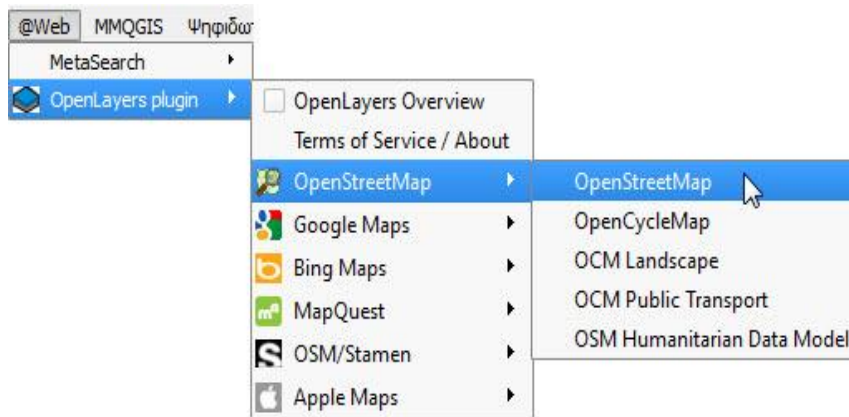 @Web MMQGIS Ψηφιδω
MetaSearch
OpenLayers plugin
OpenLayers Overview
Terms of Service / About
OpenStreetMap
Google Maps
Bing Maps
MapQuest
OSM/Stamen
Apple Maps
OpenStreetMap
OpenCycleMap
OCM Landscape
OCM Public Transport
OSM Humanitarian Data Model